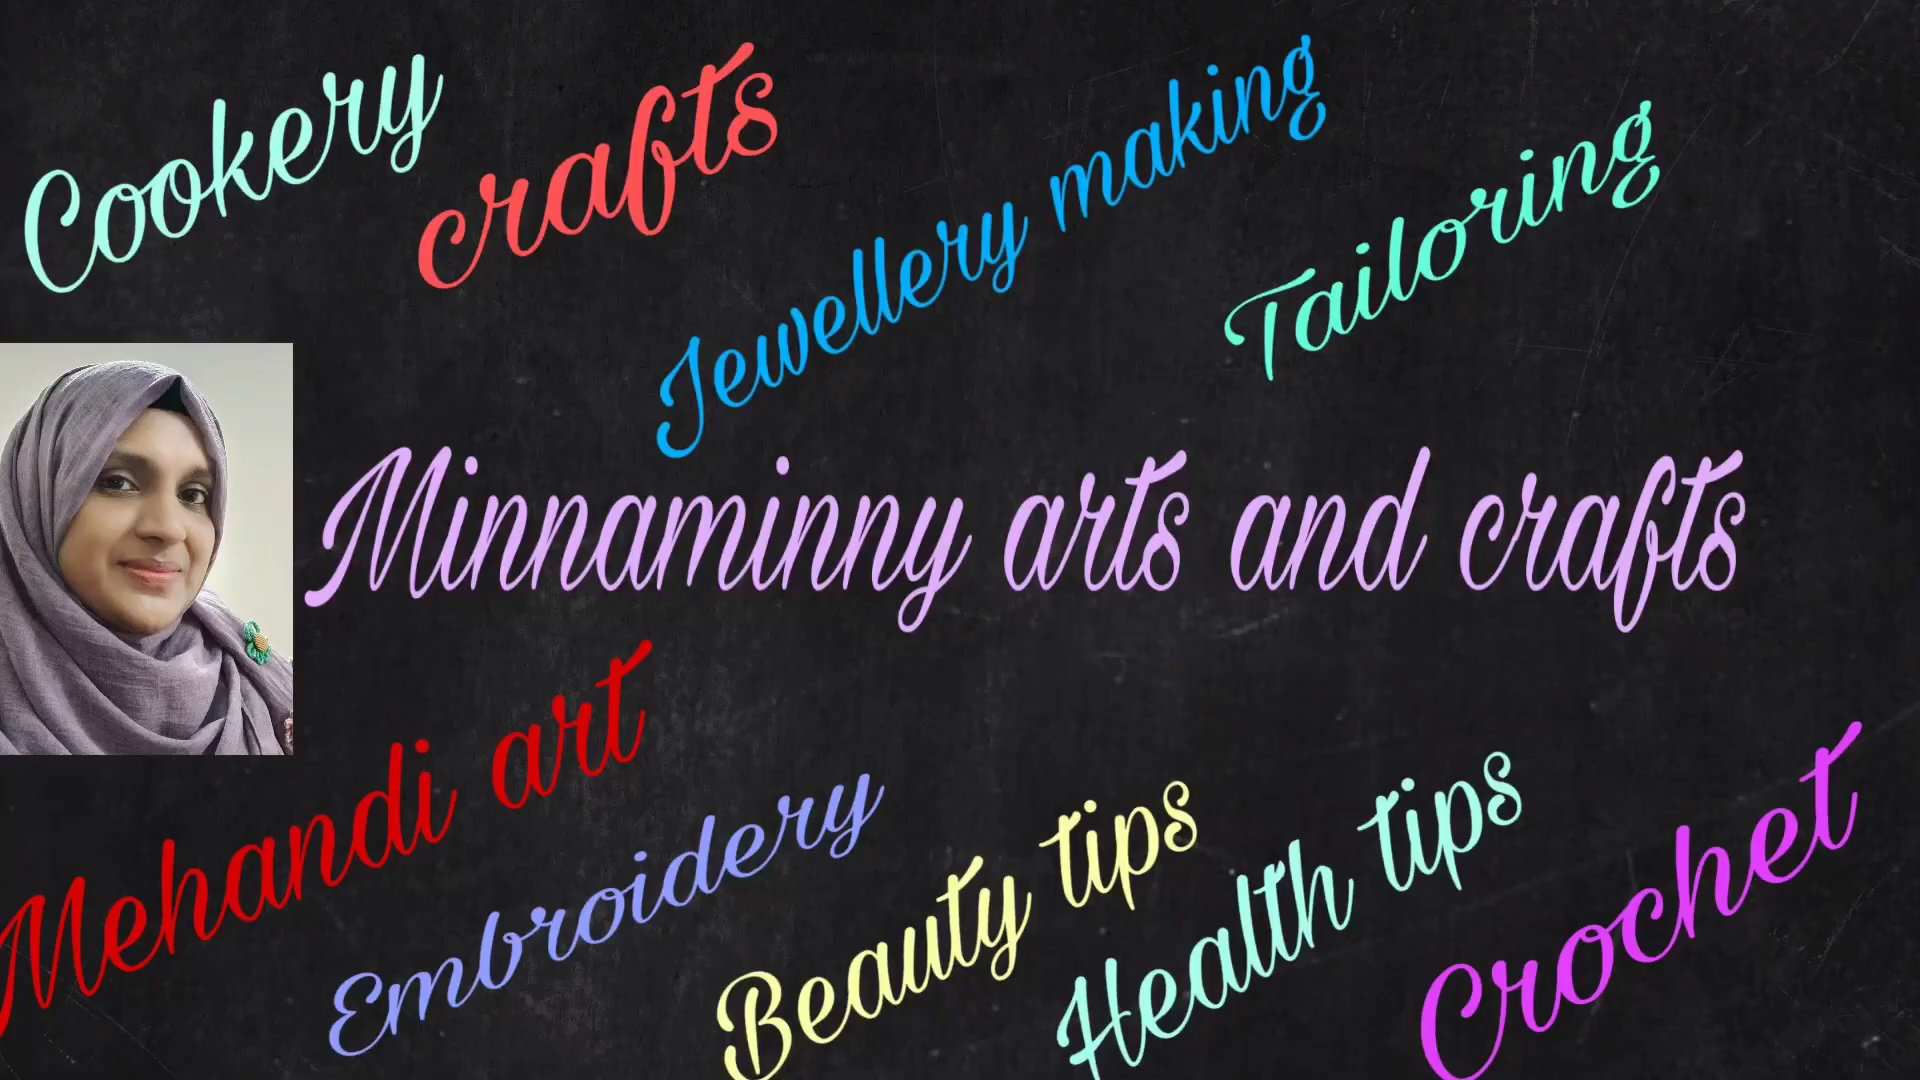 Cookery
crafts
Jewellery making
Tailoring
Minnaminny arts and crafts
Mehandi art
Embroidery
Beauty tips
Health tips
Crochet